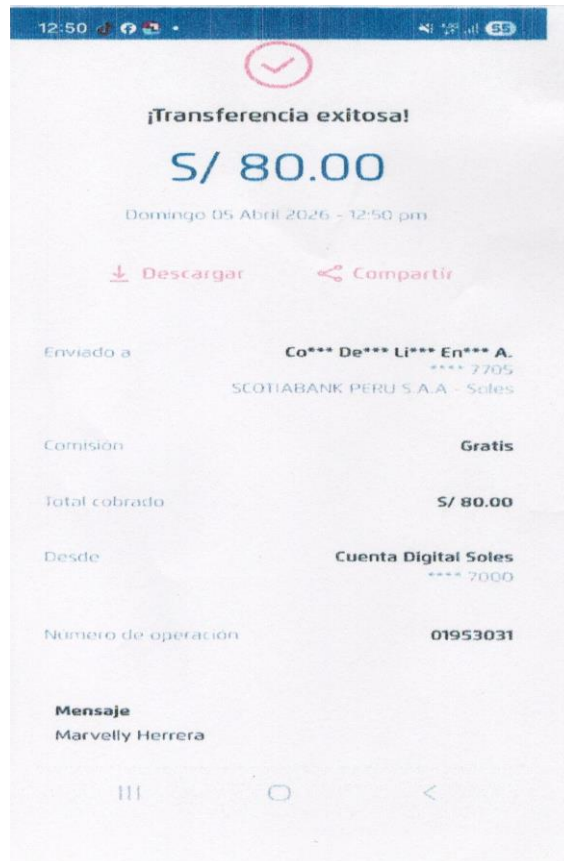 12:50
55
¡Transferencia exitosa!
S/ 80.00
Domingo 05 Abril 2026 - 12:50 pm
Descargar Compartir
Enviado a Co*** De*** Li*** En*** A.
**** 7705
SCOTIABANK PERU S.A.A - Soles
Comisión Gratis
Total cobrado S/ 80.00
Desde Cuenta Digital Soles
**** 7000
Número de operación 01953031
Mensaje
Marvelly Herrera